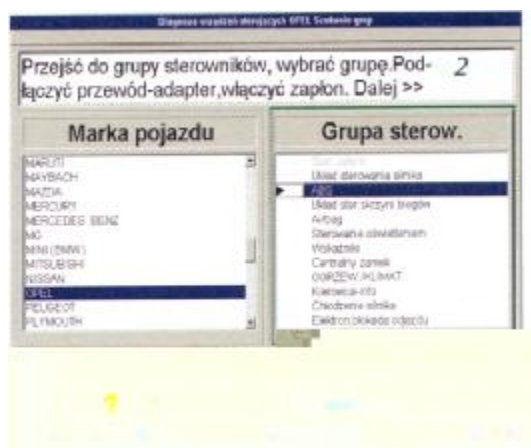 Diagnoza urządzeń sterujących OPEL Szukanie grup
Przejść do grupy sterowników, wybrać grupę.Pod-
łączyć przewód-adapter,włączyć zapłon. Dalej >>
2
Marka pojazdu
MARUTI
MAYBACH
MAZDA
MERCURY
MERCEDES BENZ
MG
MINI (BMW)
MITSUBISHI
NISSAN
OPEL
PEUGEOT
PLYMOUTH
Grupa sterow.
Układ sterowania silnika
ABS
Układ ster skrzyni biegów
Airbag
Sterowanie oświetleniem
Wskaźniki
Centralny zamek
OGRZEW./KLIMAT.
Kierowca-info
Chłodzenie silnika
Elektron.blokada odjazdu